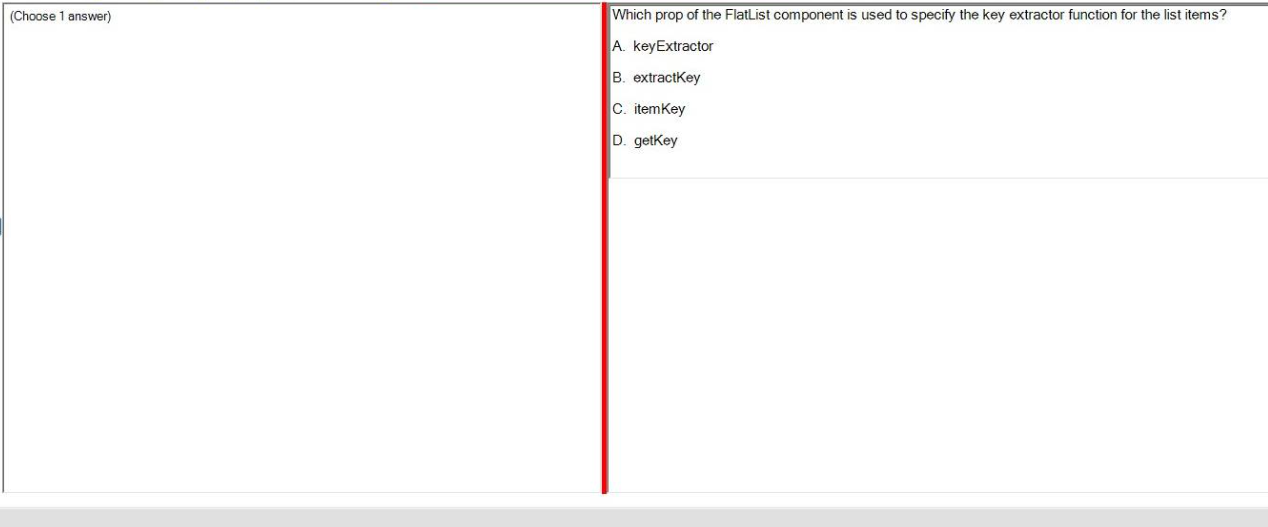 (Choose 1 answer)
Which prop of the FlatList component is used to specify the key extractor function for the list items?
A. keyExtractor
B. extractKey
C. itemKey
D. getKey